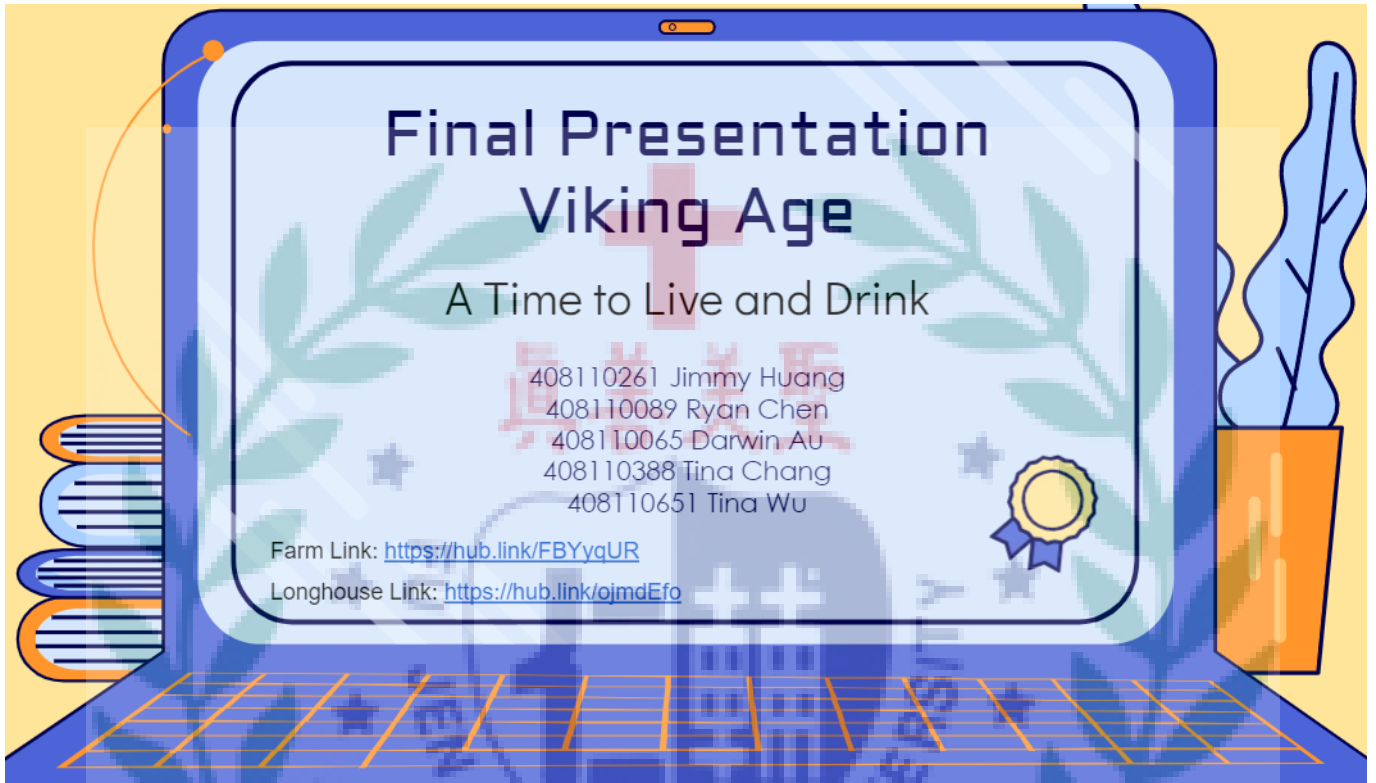 Final Presentation
Viking Age
A Time to Live and Drink
真善美聖
408110261 Jimmy Huang
408110089 Ryan Chen
408110065 Darwin Au
408110388 Tina Chang
408110651 Tina Wu
Farm Link: https://hub.link/FBYyqUR
Longhouse Link: https://hub.link/ojmdEfo
JEN
ERSITY